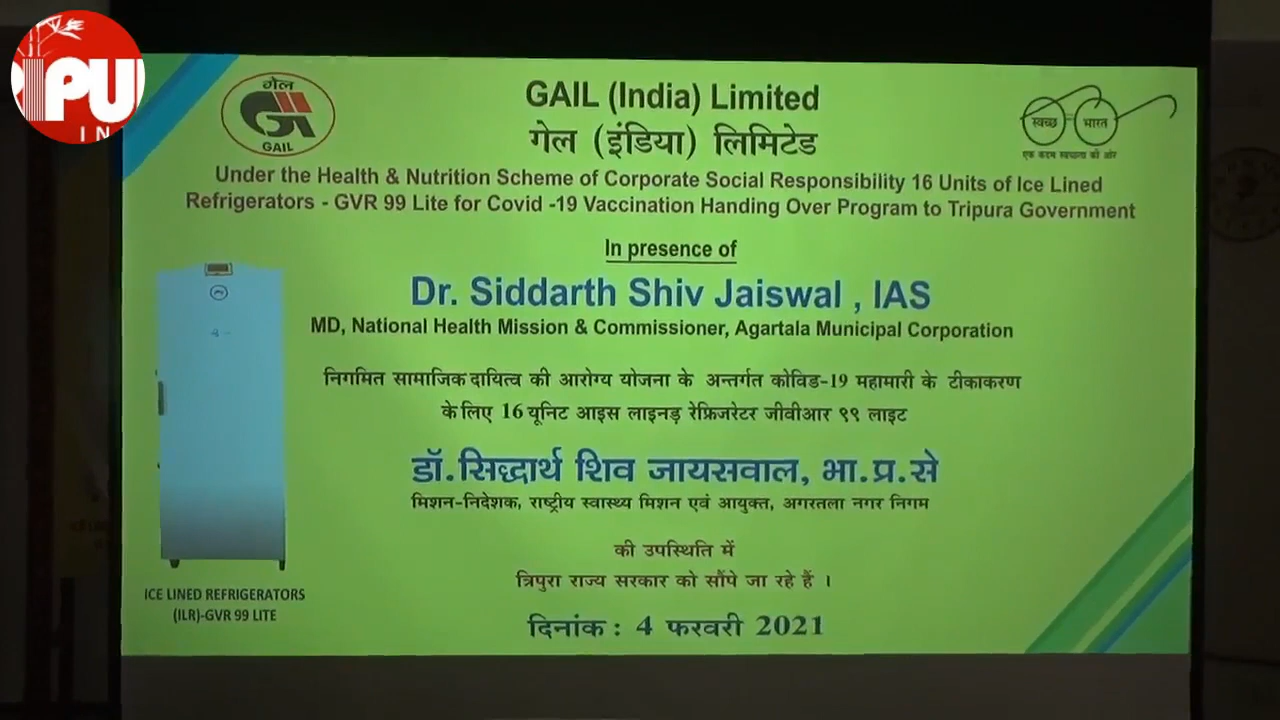 IPU
IN
गेल
GAIL
GAIL (India) Limited
गेल (इंडिया) लिमिटेड
स्वच्छ भारत
एक कदम स्वच्छता की ओर
Under the Health & Nutrition Scheme of Corporate Social Responsibility 16 Units of Ice Lined
Refrigerators - GVR 99 Lite for Covid -19 Vaccination Handing Over Program to Tripura Government
In presence of
Dr. Siddarth Shiv Jaiswal , IAS
MD, National Health Mission & Commissioner, Agartala Municipal Corporation
निगमित सामाजिक दायित्व की आरोग्य योजना के अन्तर्गत कोविड-19 महामारी के टीकाकरण
के लिए 16 यूनिट आइस लाइनड़ रेफ्रिजरेटर जीवीआर ९९ लाइट
डॉ. सिद्धार्थ शिव जायसवाल, भा.प्र.से
मिशन-निदेशक, राष्ट्रीय स्वास्थ्य मिशन एवं आयुक्त, अगरतला नगर निगम
की उपस्थिति में
त्रिपुरा राज्य सरकार को सौंपे जा रहे हैं ।
दिनांक : 4 फरवरी 2021
ICE LINED REFRIGERATORS
(ILR)-GVR 99 LITE